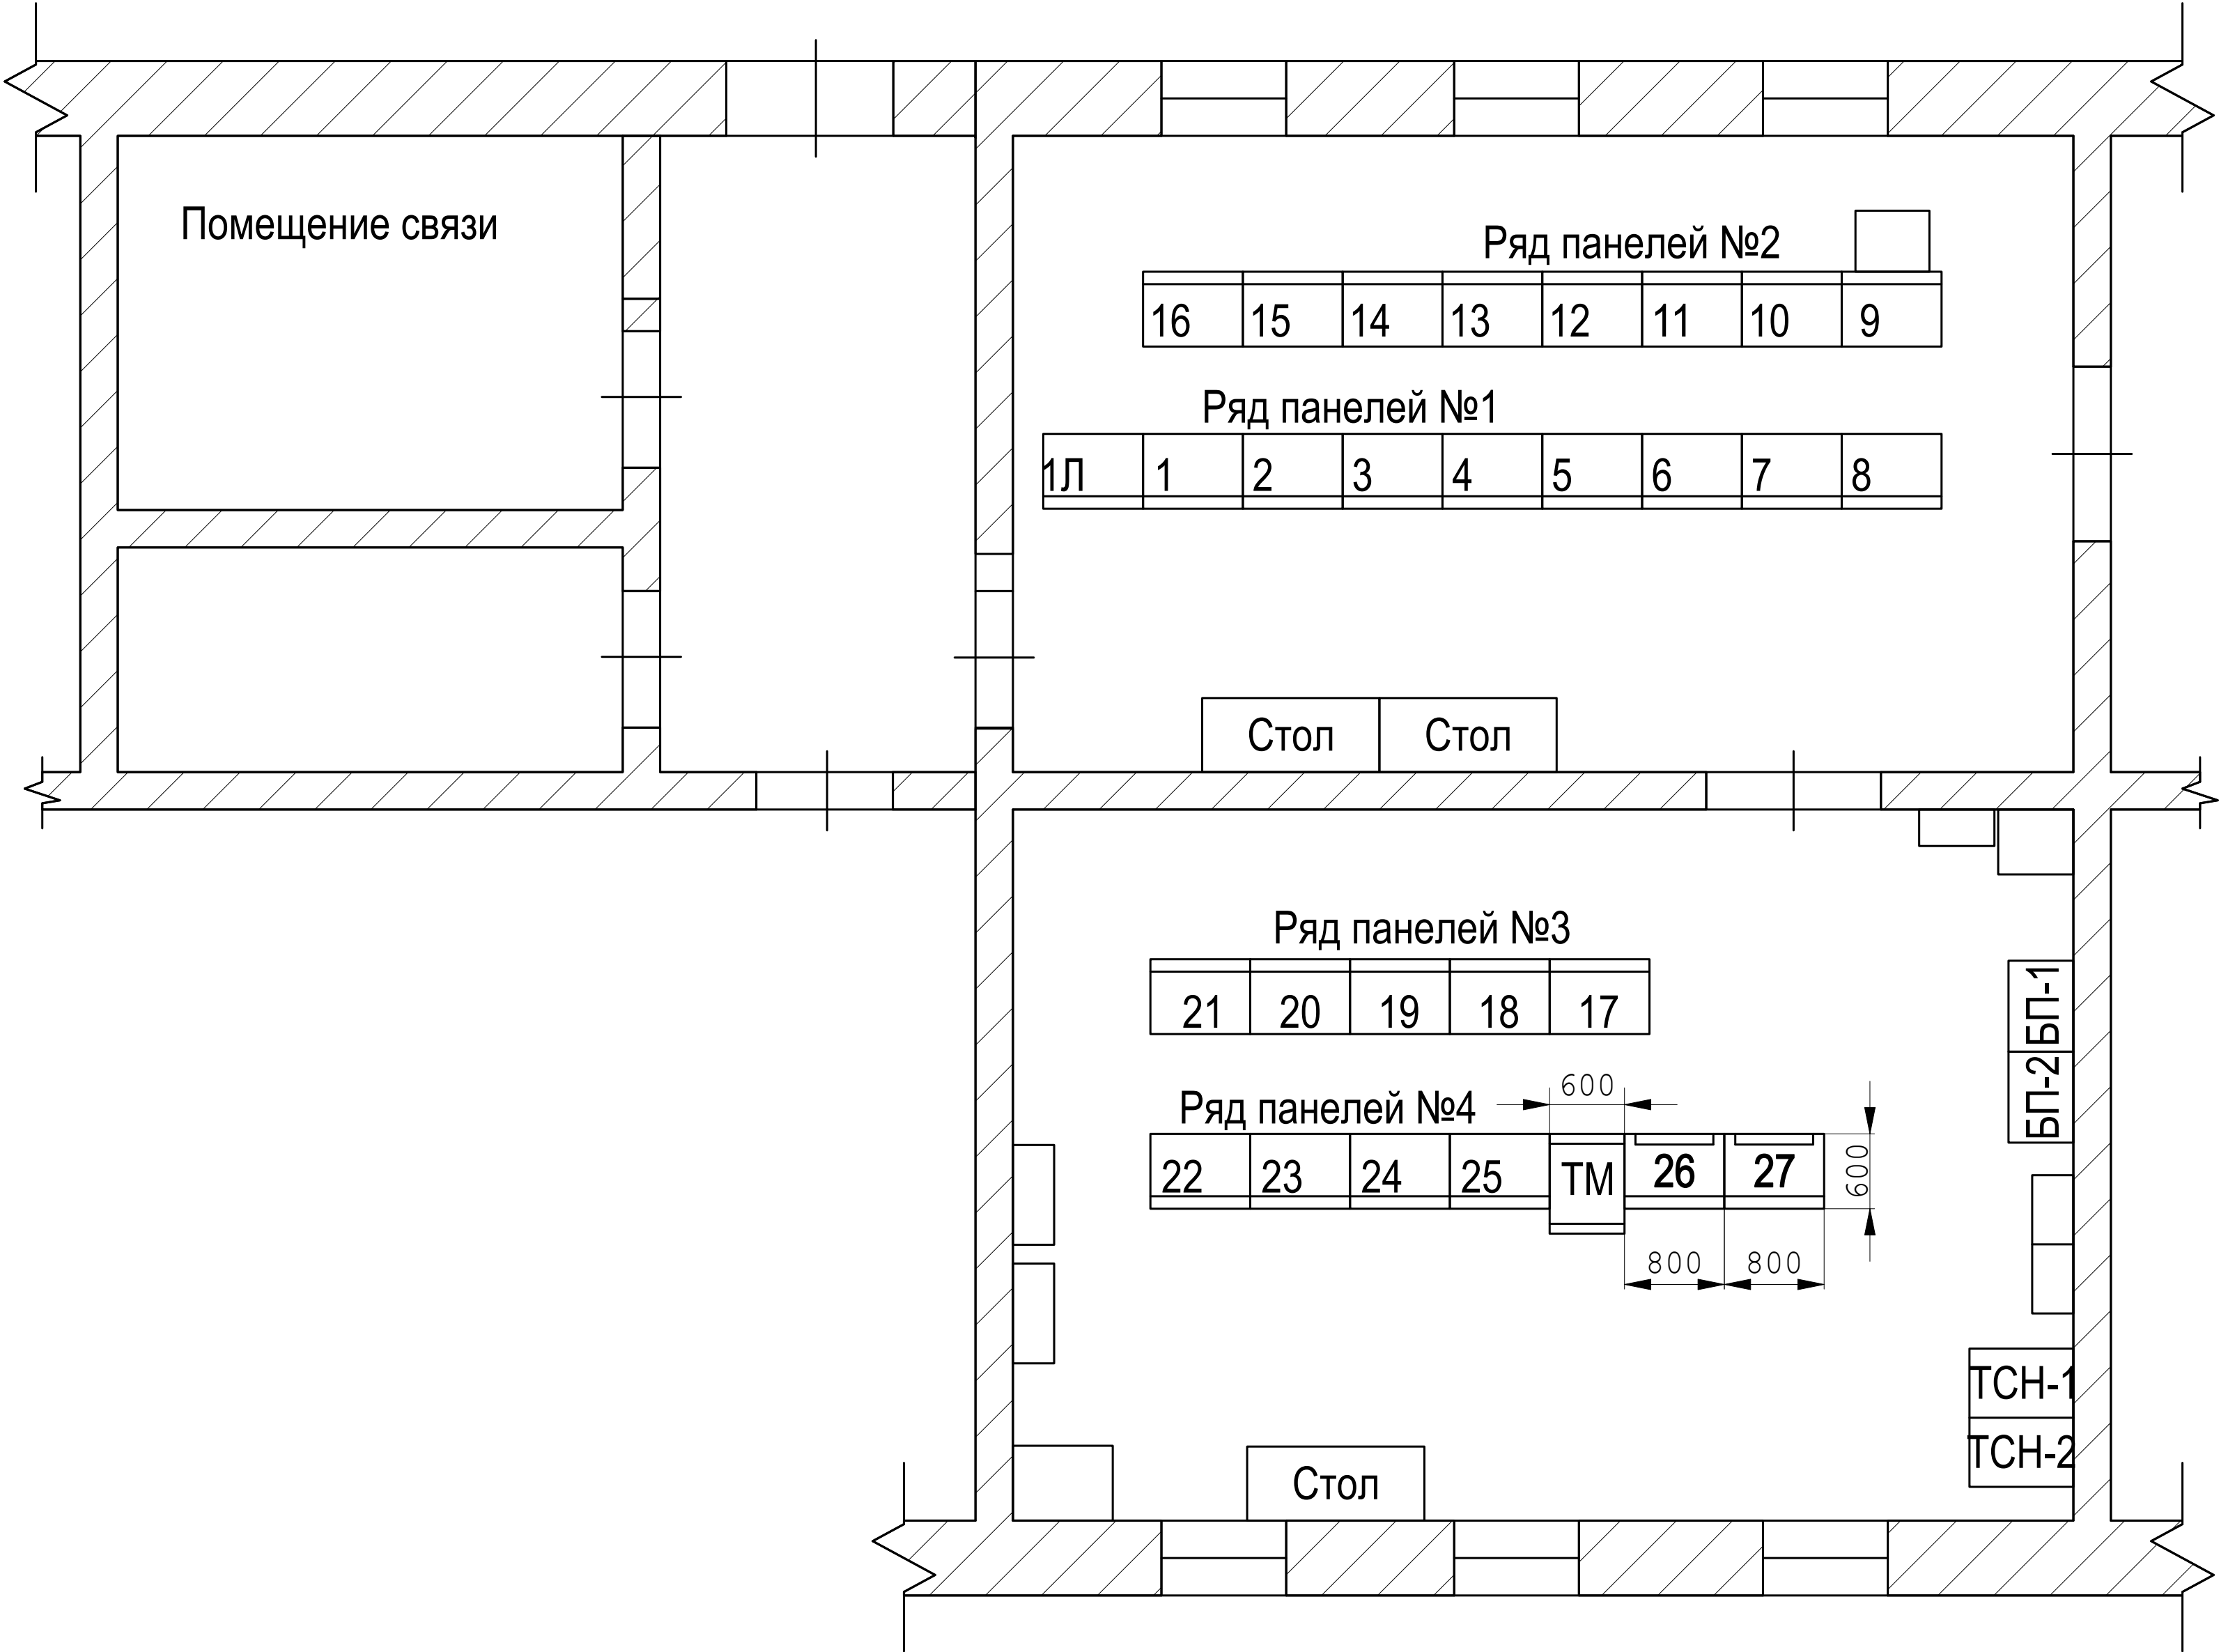 Помещение связи
Ряд панелей №2
16 15 14 13 12 11 10 9
Ряд панелей №1
1Л 1 2 3 4 5 6 7 8
Стол Стол
Ряд панелей №3
21 20 19 18 17
БП-1
БП-2
Ряд панелей №4
600
22 23 24 25 ТМ 26 27
600
800 800
ТСН-1
ТСН-2
Стол